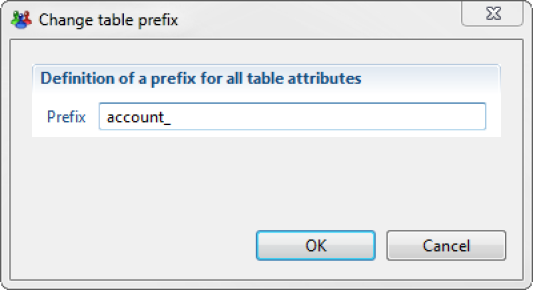 Change table prefix
Definition of a prefix for all table attributes
Prefix account_
OK Cancel